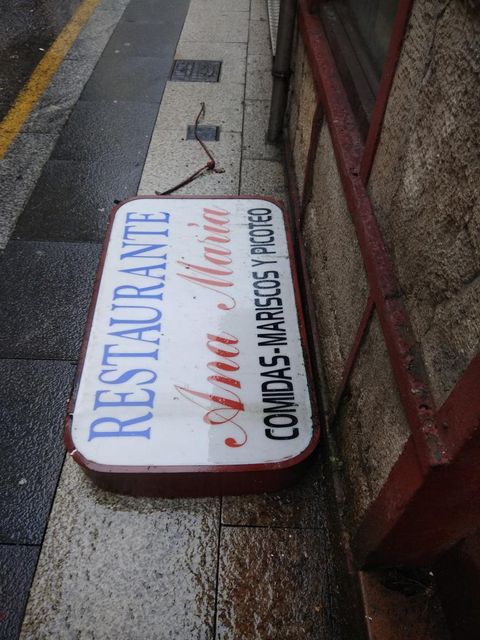 RESTAURANTE
Ana María
COMIDAS-MARISCOS Y PICOTEO